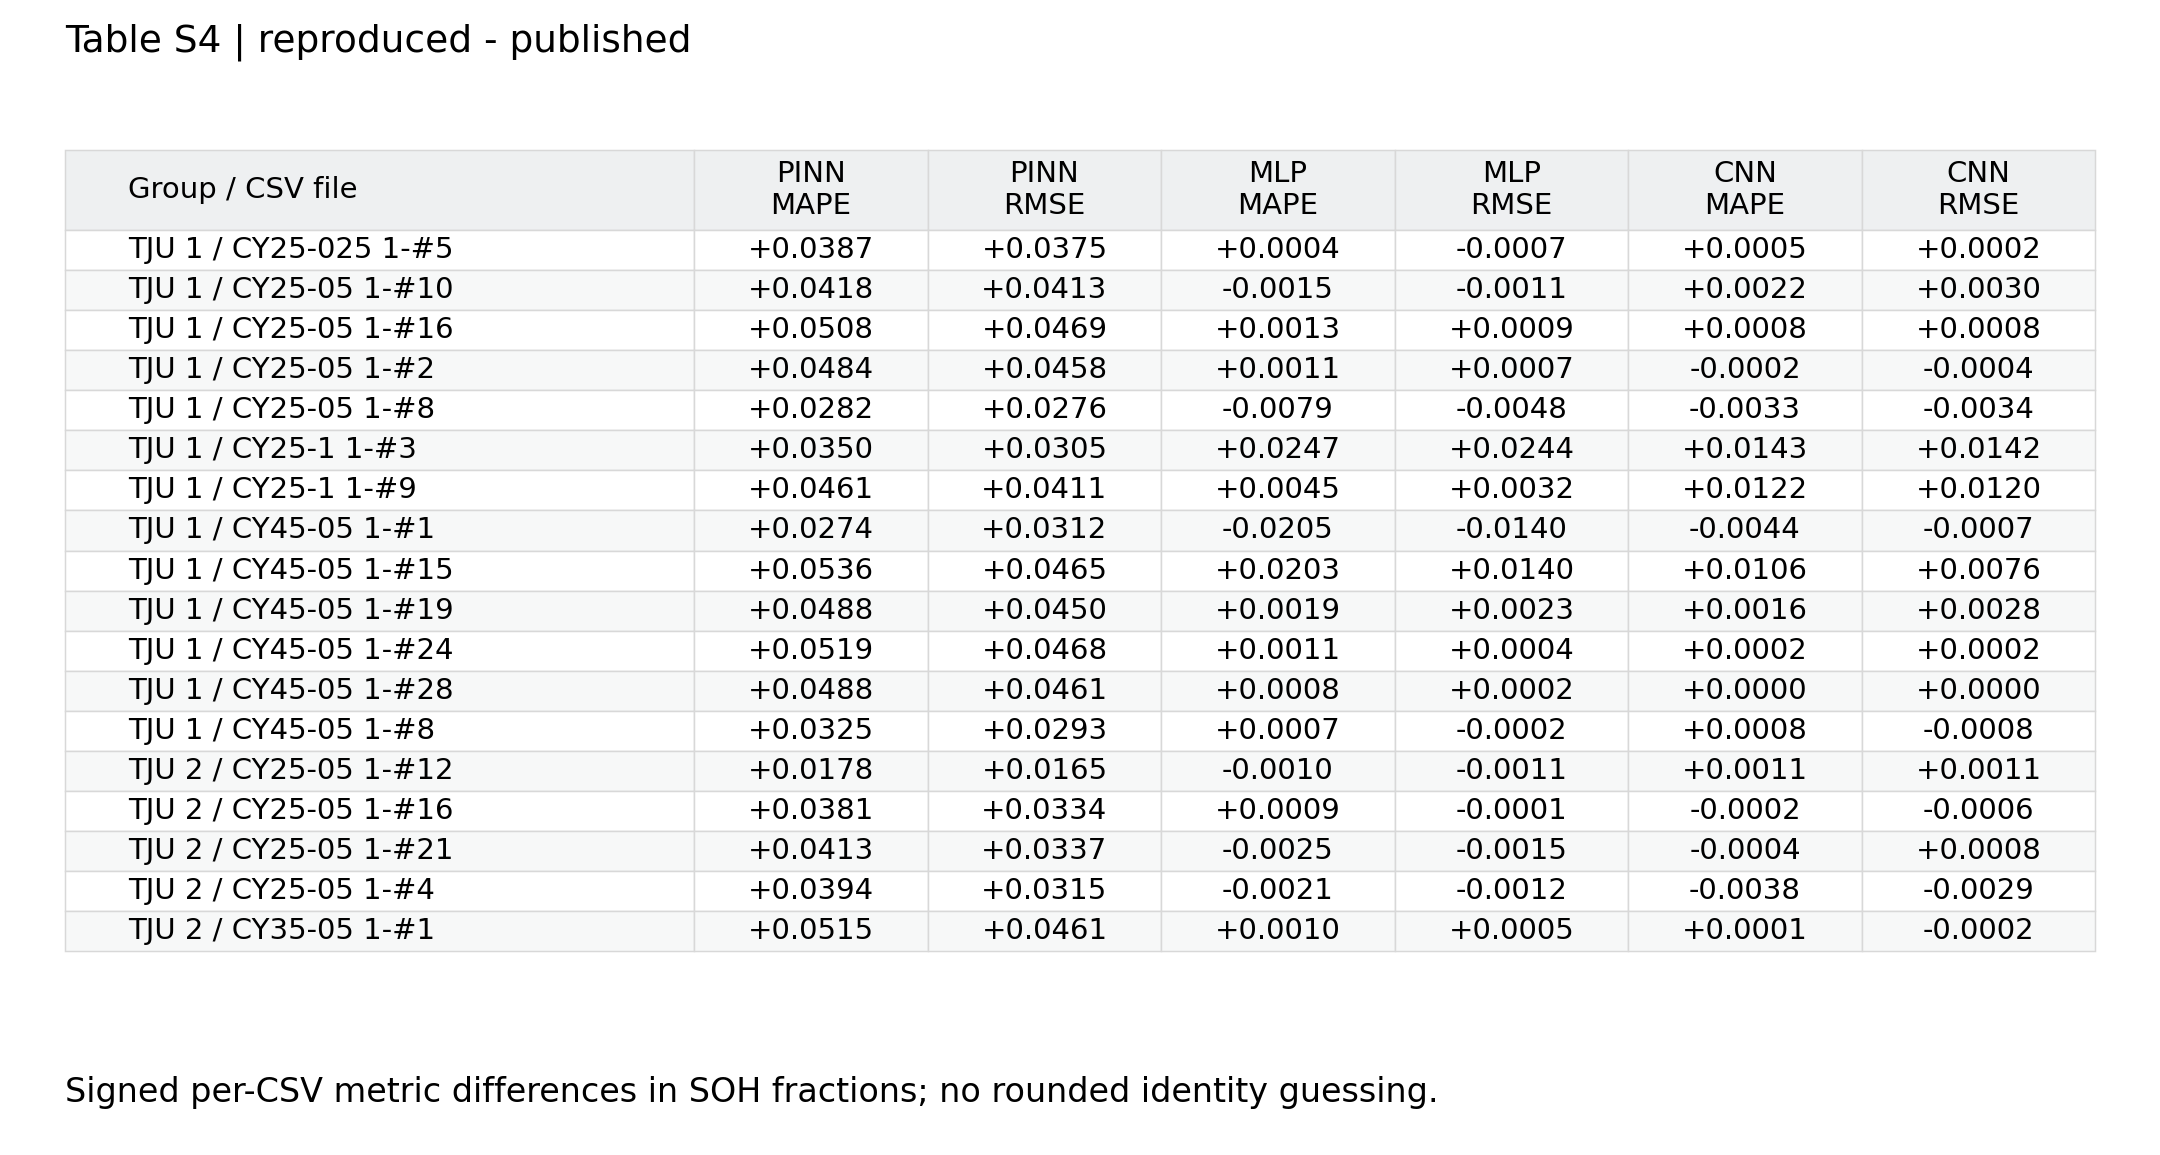 Table S4 | reproduced - published
Group / CSV file PINN MAPE PINN RMSE MLP MAPE MLP RMSE CNN MAPE CNN RMSE
TJU 1 / CY25-025 1-#5 +0.0387 +0.0375 +0.0004 -0.0007 +0.0005 +0.0002
TJU 1 / CY25-05 1-#10 +0.0418 +0.0413 -0.0015 -0.0011 +0.0022 +0.0030
TJU 1 / CY25-05 1-#16 +0.0508 +0.0469 +0.0013 +0.0009 +0.0008 +0.0008
TJU 1 / CY25-05 1-#2 +0.0484 +0.0458 +0.0011 +0.0007 -0.0002 -0.0004
TJU 1 / CY25-05 1-#8 +0.0282 +0.0276 -0.0079 -0.0048 -0.0033 -0.0034
TJU 1 / CY25-1 1-#3 +0.0350 +0.0305 +0.0247 +0.0244 +0.0143 +0.0142
TJU 1 / CY25-1 1-#9 +0.0461 +0.0411 +0.0045 +0.0032 +0.0122 +0.0120
TJU 1 / CY45-05 1-#1 +0.0274 +0.0312 -0.0205 -0.0140 -0.0044 -0.0007
TJU 1 / CY45-05 1-#15 +0.0536 +0.0465 +0.0203 +0.0140 +0.0106 +0.0076
TJU 1 / CY45-05 1-#19 +0.0488 +0.0450 +0.0019 +0.0023 +0.0016 +0.0028
TJU 1 / CY45-05 1-#24 +0.0519 +0.0468 +0.0011 +0.0004 +0.0002 +0.0002
TJU 1 / CY45-05 1-#28 +0.0488 +0.0461 +0.0008 +0.0002 +0.0000 +0.0000
TJU 1 / CY45-05 1-#8 +0.0325 +0.0293 +0.0007 -0.0002 +0.0008 -0.0008
TJU 2 / CY25-05 1-#12 +0.0178 +0.0165 -0.0010 -0.0011 +0.0011 +0.0011
TJU 2 / CY25-05 1-#16 +0.0381 +0.0334 +0.0009 -0.0001 -0.0002 -0.0006
TJU 2 / CY25-05 1-#21 +0.0413 +0.0337 -0.0025 -0.0015 -0.0004 +0.0008
TJU 2 / CY25-05 1-#4 +0.0394 +0.0315 -0.0021 -0.0012 -0.0038 -0.0029
TJU 2 / CY35-05 1-#1 +0.0515 +0.0461 +0.0010 +0.0005 +0.0001 -0.0002
Signed per-CSV metric differences in SOH fractions; no rounded identity guessing.